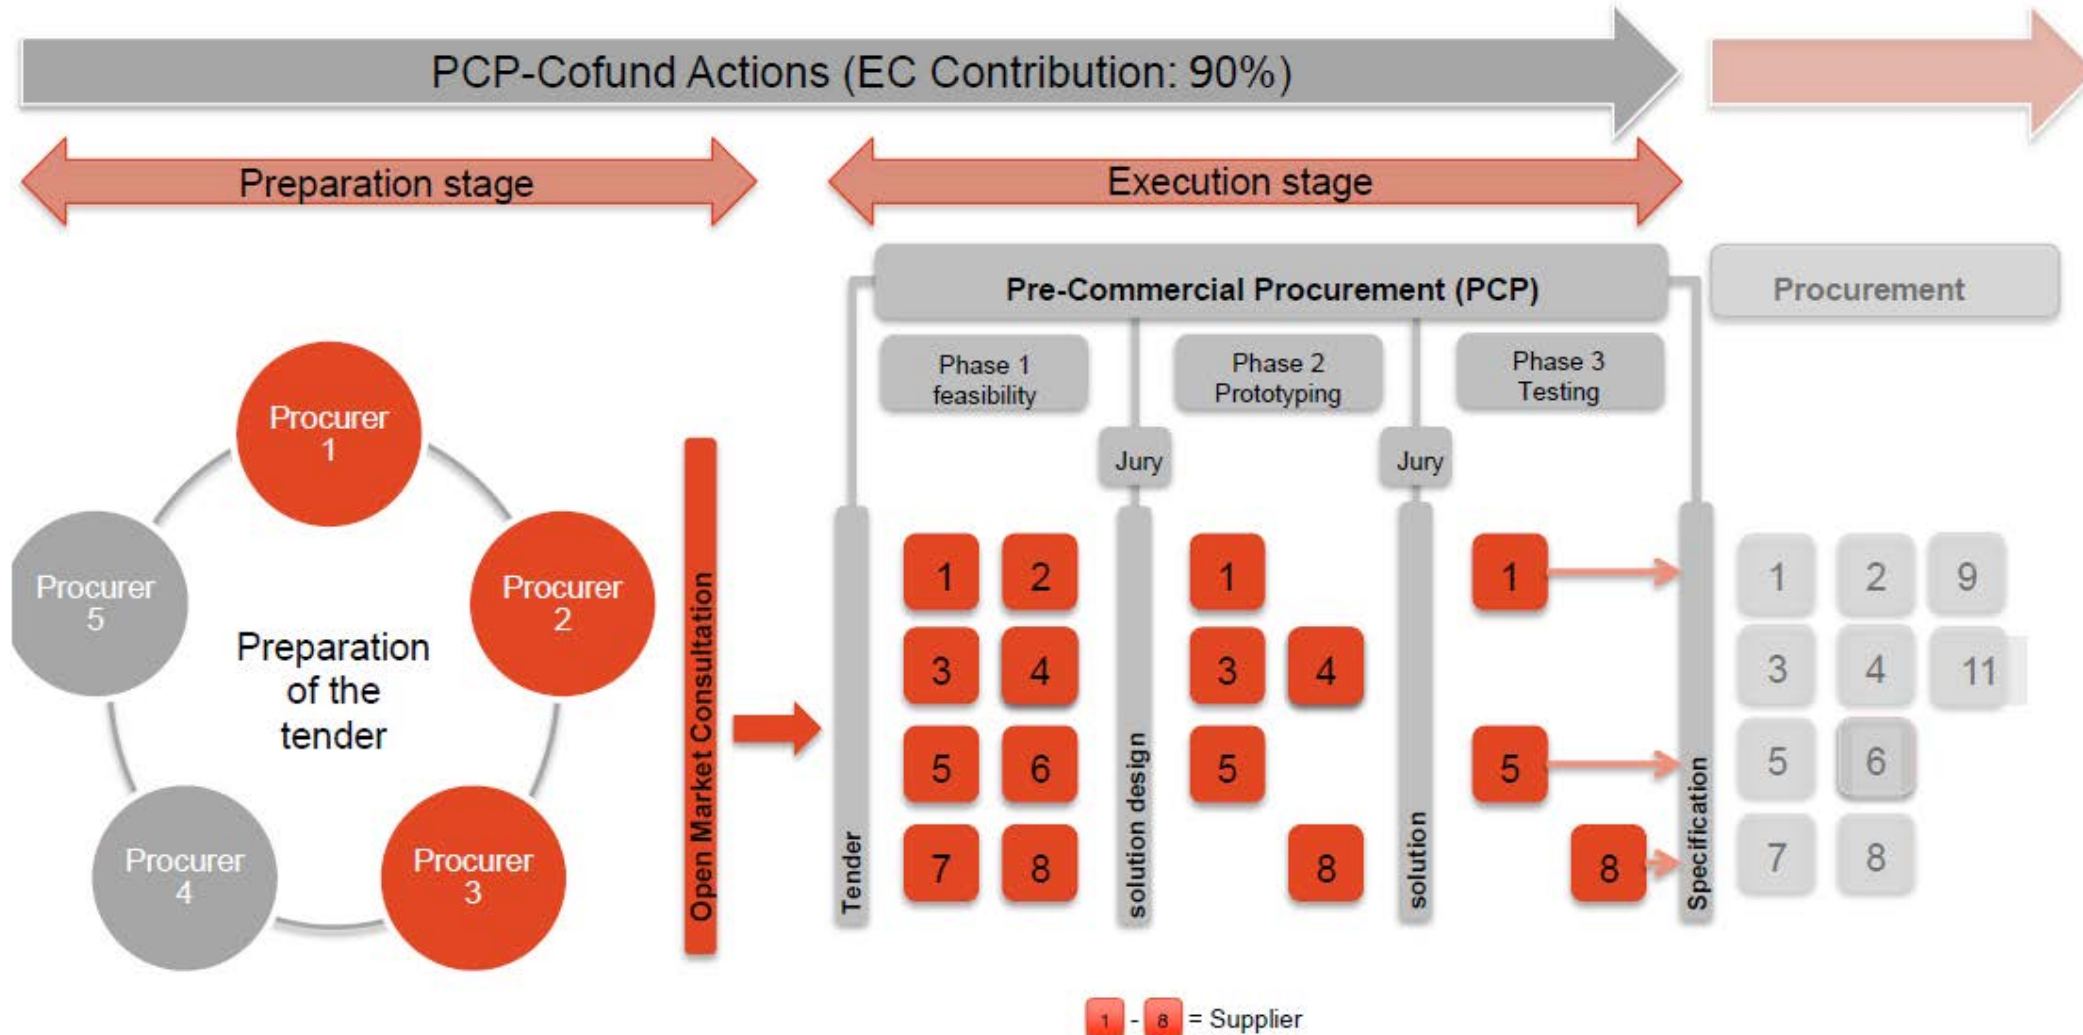 PCP-Cofund Actions (EC Contribution: 90%)
Preparation stage
Execution stage
Pre-Commercial Procurement (PCP)
Procurement
Phase 1
feasibility
Phase 2
Prototyping
Phase 3
Testing
Jury
Jury
Procurer
1
Procurer
2
Procurer
3
Procurer
4
Procurer
5
Preparation
of the
tender
Open Market Consultation
Tender
1 2
3 4
5 6
7 8
solution design
1
3 4
5
8
solution
1
5
8
Specification
1 2 9
3 4 11
5 6
7 8
1 - 8 = Supplier